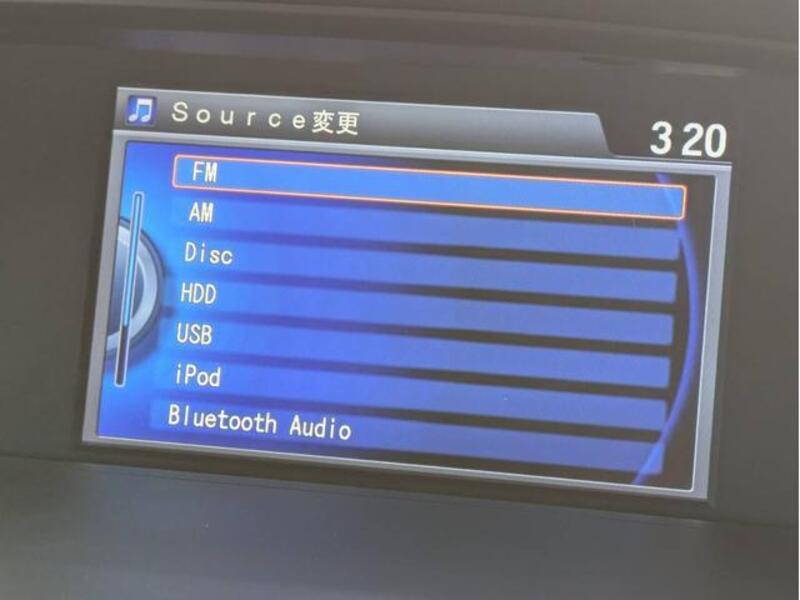 Source変更
3 20
FM
AM
Disc
HDD
USB
iPod
Bluetooth Audio